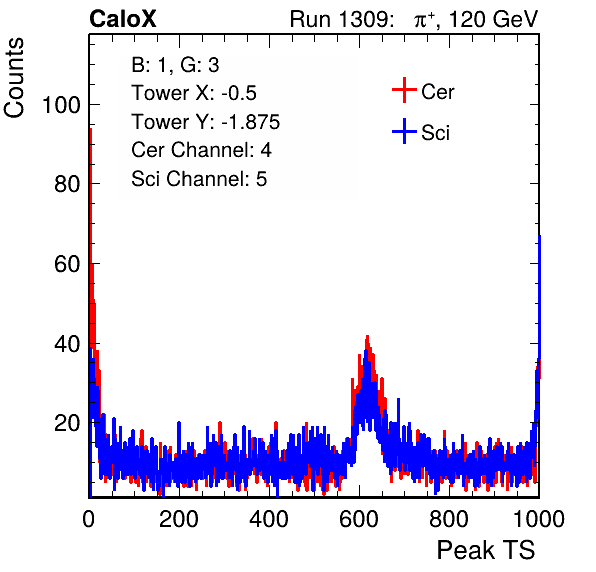 CaloX Run 1309: π⁺, 120 GeV
Counts
B: 1, G: 3
Tower X: -0.5
Tower Y: -1.875
Cer Channel: 4
Sci Channel: 5
Cer
Sci
100
80
60
40
20
0 200 400 600 800 1000
Peak TS